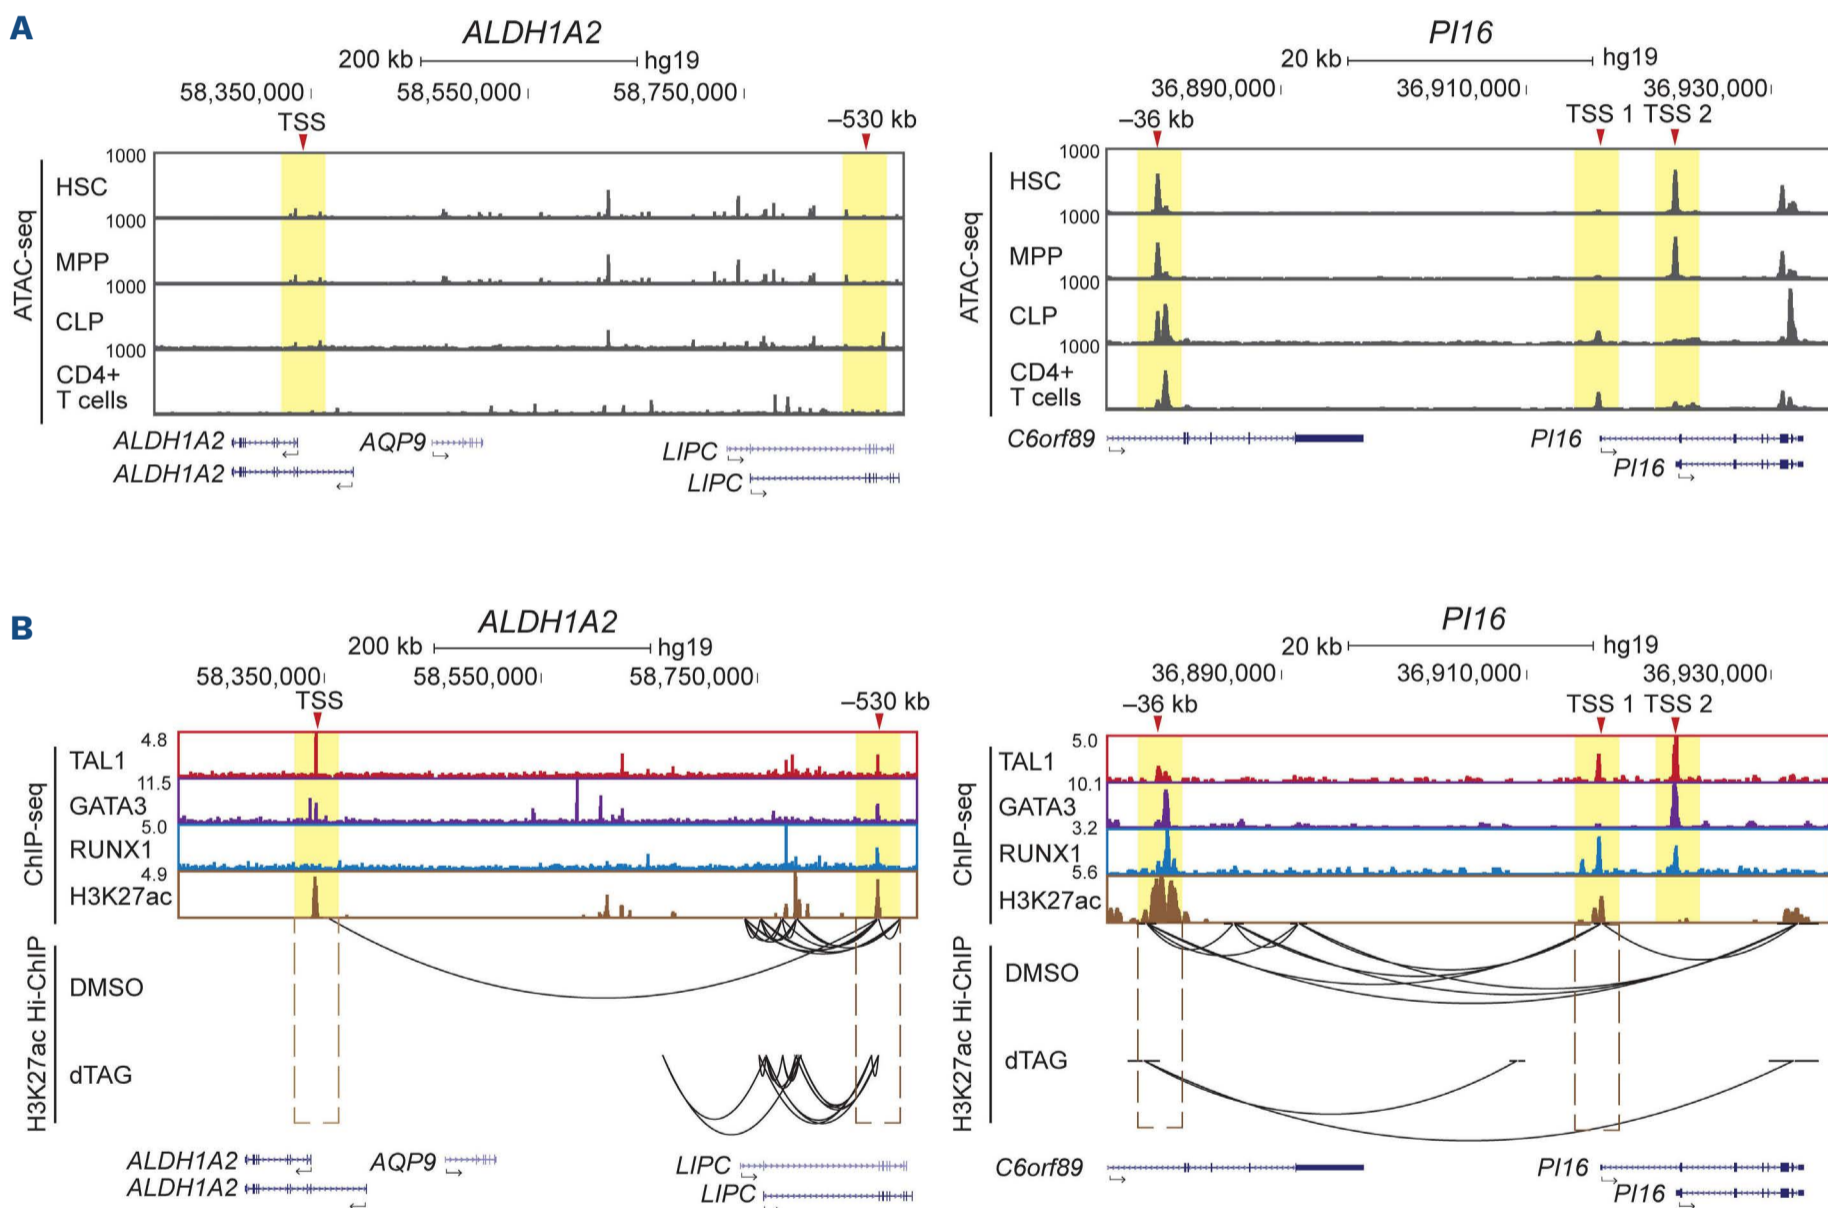 A
ALDH1A2
200 kb hg19
58,350,000 58,550,000 58,750,000
TSS –530 kb
ATAC-seq
1000
HSC
1000
MPP
1000
CLP
1000
CD4+
T cells
ALDH1A2 AQP9 LIPC
ALDH1A2 LIPC
PI16
20 kb hg19
36,890,000 36,910,000 36,930,000
–36 kb TSS 1 TSS 2
ATAC-seq
1000
HSC
1000
MPP
1000
CLP
1000
CD4+
T cells
C6orf89 PI16
PI16
B
ALDH1A2
200 kb hg19
58,350,000 58,550,000 58,750,000
TSS –530 kb
ChIP-seq
4.8
TAL1
11.5
GATA3
5.0
RUNX1
4.9
H3K27ac
H3K27ac Hi-ChIP
DMSO
dTAG
ALDH1A2 AQP9 LIPC
ALDH1A2 LIPC
PI16
20 kb hg19
36,890,000 36,910,000 36,930,000
–36 kb TSS 1 TSS 2
ChIP-seq
5.0
TAL1
10.1
GATA3
3.2
RUNX1
5.6
H3K27ac
H3K27ac Hi-ChIP
DMSO
dTAG
C6orf89 PI16
PI16